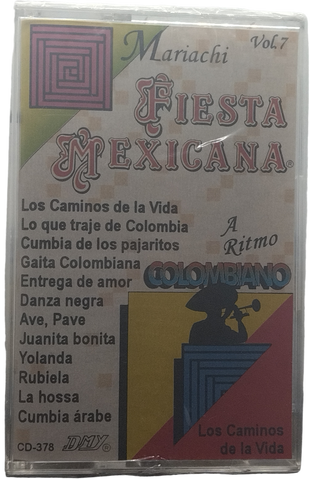 Mariachi
Vol.7
FIESTA
MEXICANA®
Los Caminos de la Vida
Lo que traje de Colombia
Cumbia de los pajaritos
Gaita Colombiana
Entrega de amor
Danza negra
Ave, Pave
Juanita bonita
Yolanda
Rubiela
La hossa
Cumbia árabe
A
Ritmo
COLOMBIANO
Los Caminos
de la Vida
CD-378
DMY®